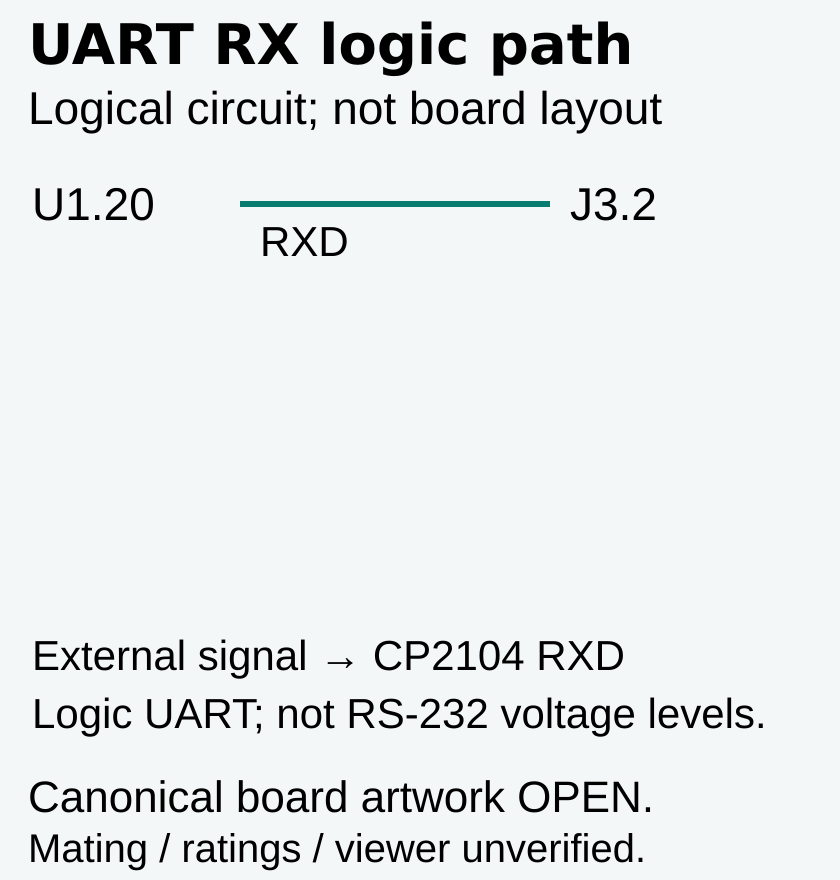 UART RX logic path
Logical circuit; not board layout
U1.20 J3.2
RXD
External signal → CP2104 RXD
Logic UART; not RS-232 voltage levels.
Canonical board artwork OPEN.
Mating / ratings / viewer unverified.